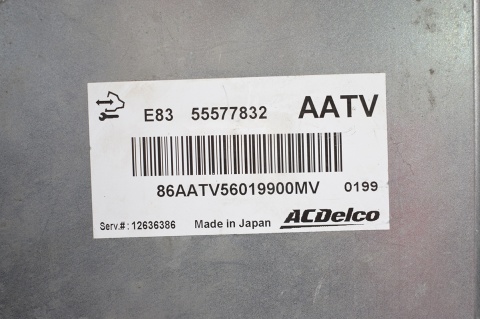 E83 55577832 AATV
86AATV56019900MV 0199
Serv.#: 12636386 Made in Japan ACDelco